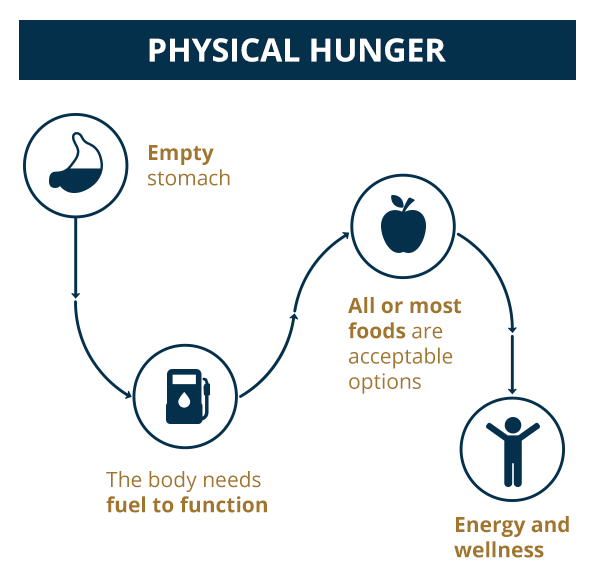 PHYSICAL HUNGER
Empty
stomach
All or most
foods are
acceptable
options
The body needs
fuel to function
Energy and
wellness